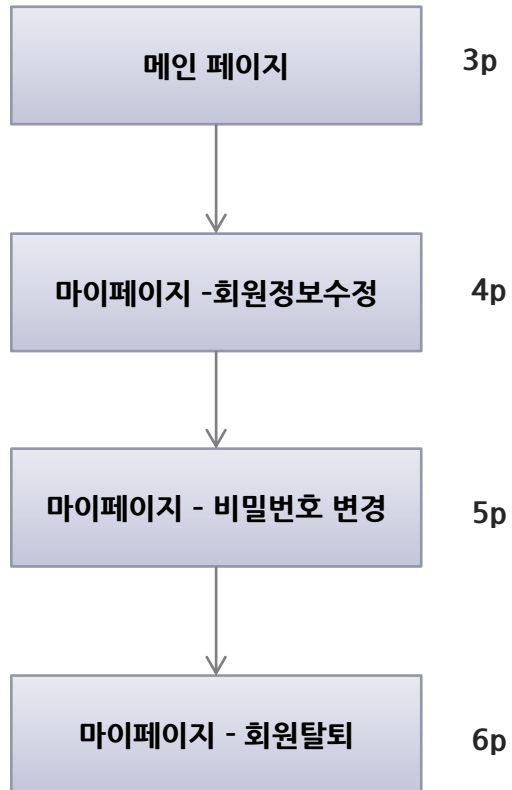 메인 페이지
3p
마이페이지 -회원정보수정
4p
마이페이지 - 비밀번호 변경
5p
마이페이지 - 회원탈퇴
6p